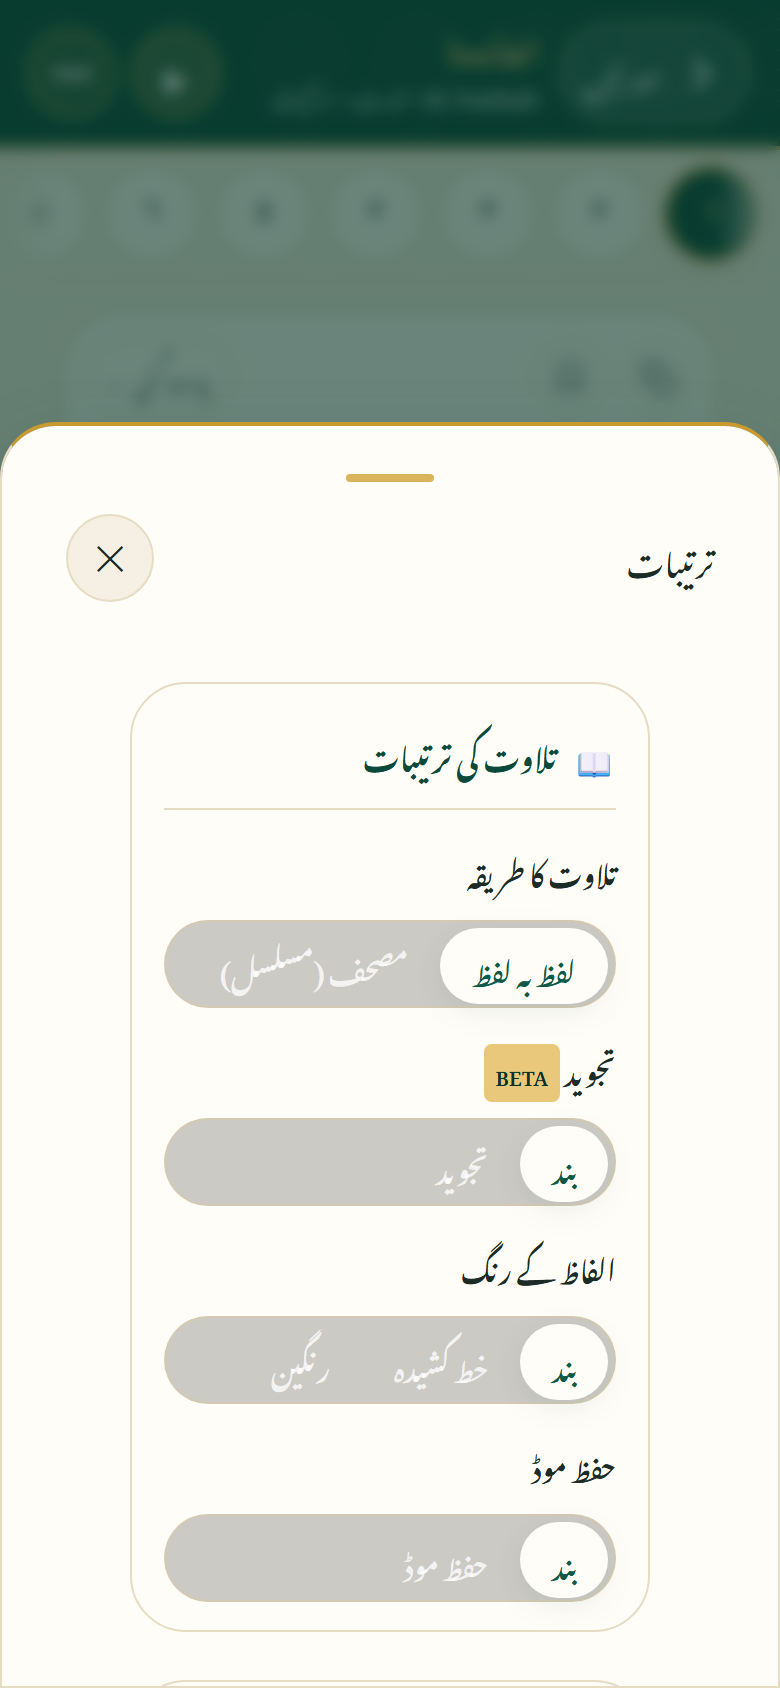 ترتیبات
تلاوت کی ترتیبات
تلاوت کا طریقہ
لفظ بہ لفظ مصحف (مسلسل)
تجوید BETA
بند تجوید
الفاظ کے رنگ
بند خط کشیدہ رنگین
حفظ موڈ
بند حفظ موڈ